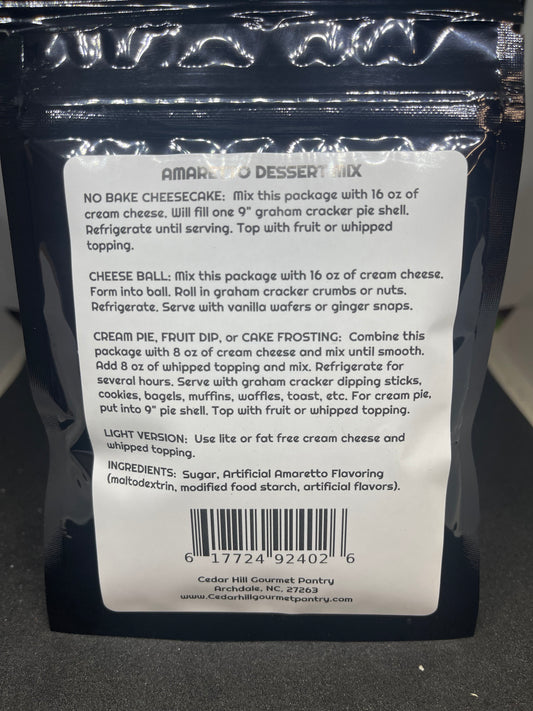 AMARETTO DESSERT MIX
NO BAKE CHEESECAKE: Mix this package with 16 oz of
cream cheese. Will fill one 9" graham cracker pie shell.
Refrigerate until serving. Top with fruit or whipped
topping.
CHEESE BALL: Mix this package with 16 oz of cream cheese.
Form into ball. Roll in graham cracker crumbs or nuts.
Refrigerate. Serve with vanilla wafers or ginger snaps.
CREAM PIE, FRUIT DIP, or CAKE FROSTING: Combine this
package with 8 oz of cream cheese and mix until smooth.
Add 8 oz of whipped topping and mix. Refrigerate for
several hours. Serve with graham cracker dipping sticks,
cookies, bagels, muffins, waffles, toast, etc. For cream pie,
put into 9" pie shell. Top with fruit or whipped topping.
LIGHT VERSION: Use lite or fat free cream cheese and
whipped topping.
INGREDIENTS: Sugar, Artificial Amaretto Flavoring
(maltodextrin, modified food starch, artificial flavors).
6 17724 92402 6
Cedar Hill Gourmet Pantry
Archdale, NC, 27263
www.Cedarhillgourmetpantry.com